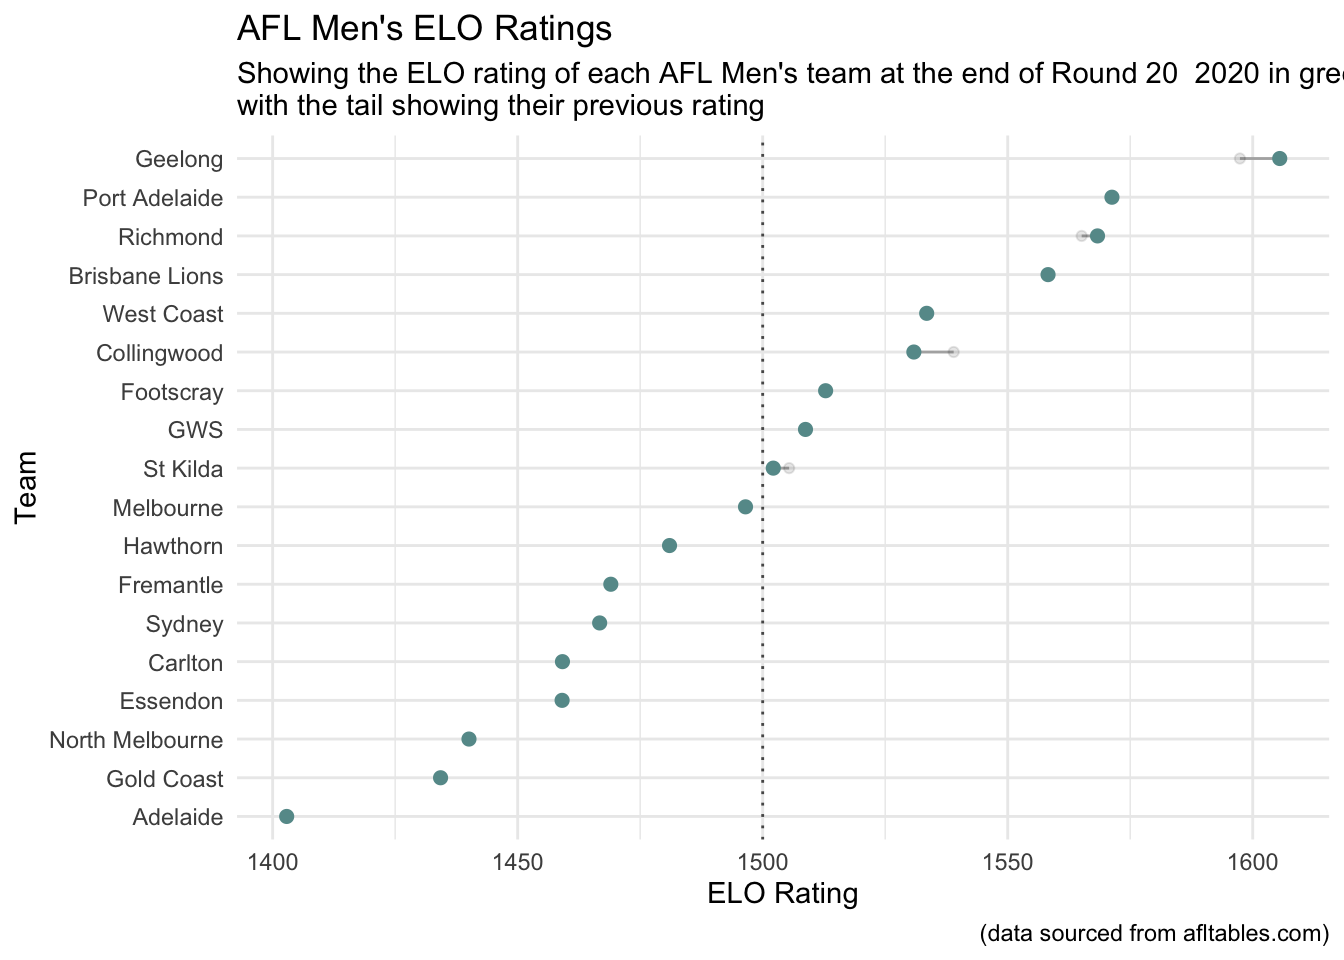 AFL Men's ELO Ratings
Showing the ELO rating of each AFL Men's team at the end of Round 20  2020 in gree
with the tail showing their previous rating
Geelong
Port Adelaide
Richmond
Brisbane Lions
West Coast
Collingwood
Footscray
GWS
St Kilda
Melbourne
Hawthorn
Fremantle
Sydney
Carlton
Essendon
North Melbourne
Gold Coast
Adelaide
Team
1400 1450 1500 1550 1600
ELO Rating
(data sourced from afltables.com)